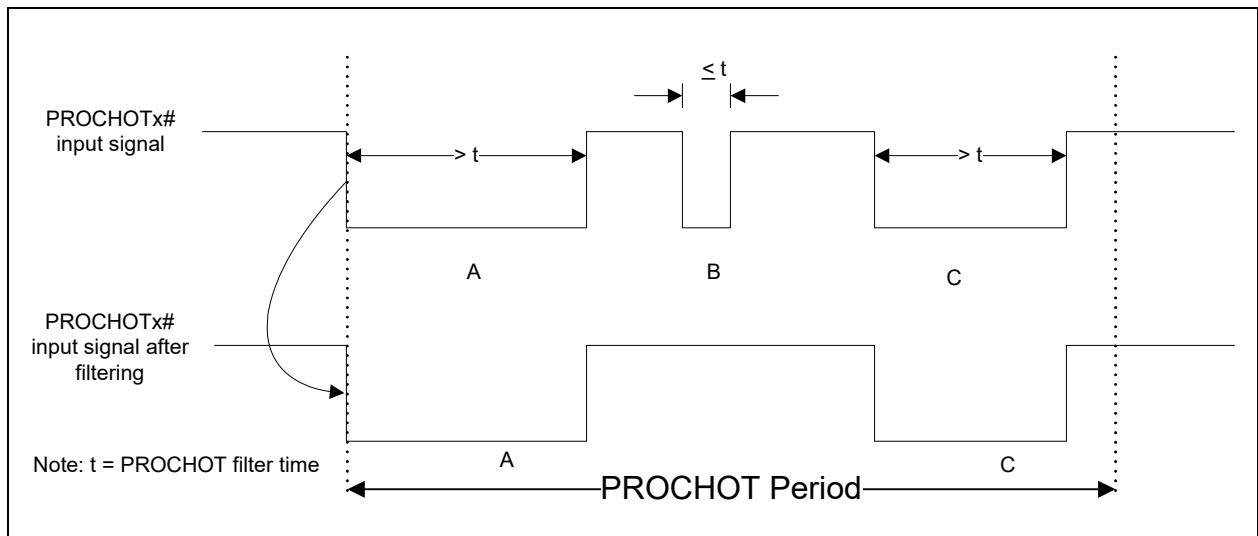 ≤ t
PROCHOTx#
input signal
> t
> t
A
B
C
PROCHOTx#
input signal after
filtering
Note: t = PROCHOT filter time
A
C
PROCHOT Period